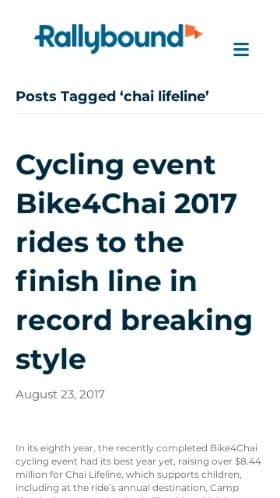 Rallybound
Posts Tagged ‘chai lifeline’
Cycling event
Bike4Chai 2017
rides to the
finish line in
record breaking
style
August 23, 2017
In its eighth year, the recently completed Bike4Chai
cycling event had its best year yet, raising over $8.44
million for Chai Lifeline, which supports children,
including at the ride’s annual destination, Camp